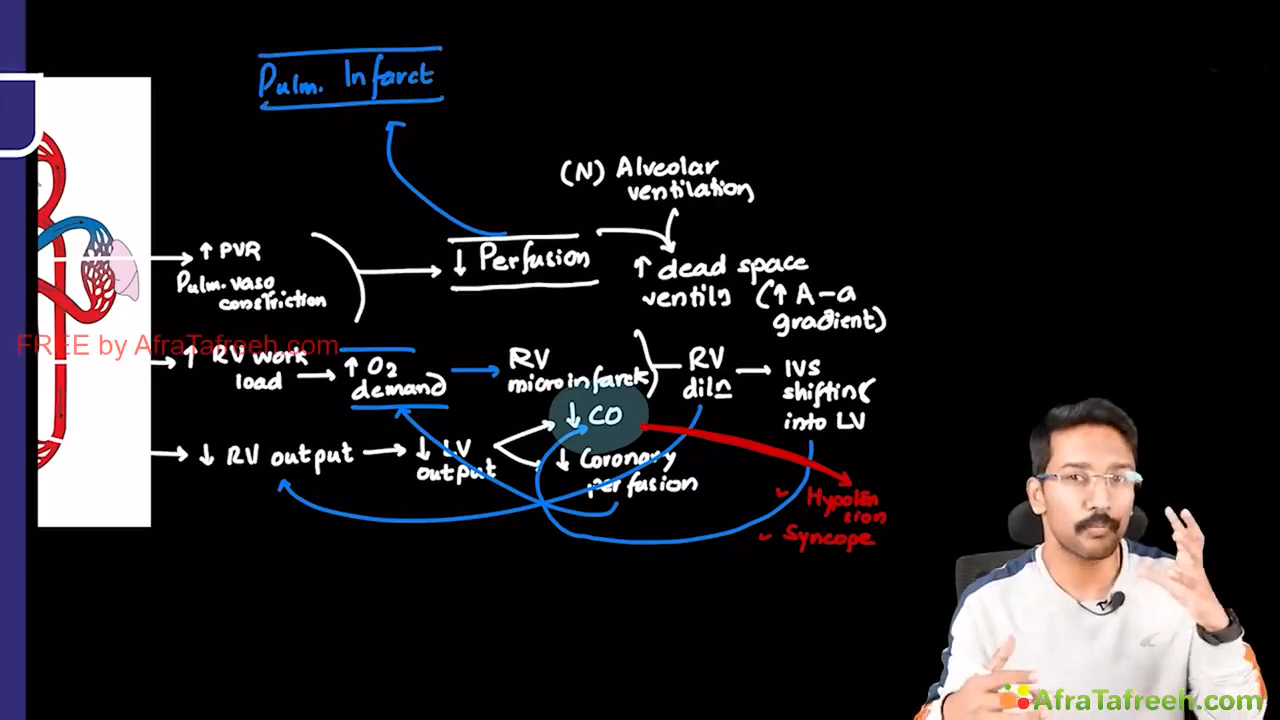 Pulm. Infarct
(N) Alveolar
ventilation
↑ PVR
Pulm. vaso
constriction
↓ Perfusion
↑ dead space
ventiln (↑ A-a
gradient)
FREE by AfraTafreeh.com
↑ RV work
load
↑ O2
demand
RV
microinfarcts
RV
diln
IVS
shifting
into LV
↓ CO
↓ RV output
↓ LV
output
↓ Coronary
perfusion
Hypoten
sion
Syncope
AfraTafreeh.com